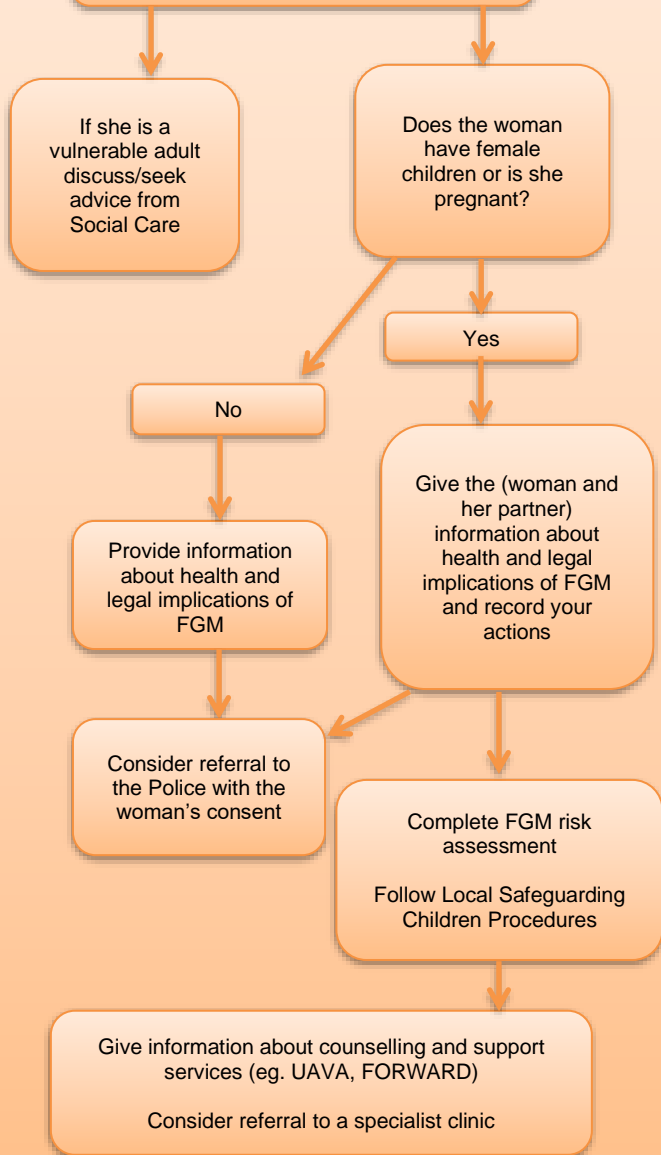 If she is a
vulnerable adult
discuss/seek
advice from
Social Care
Does the woman
have female
children or is she
pregnant?
Yes
No
Give the (woman and
her partner)
information about
health and legal
implications of FGM
and record your
actions
Provide information
about health and
legal implications of
FGM
Consider referral to
the Police with the
woman's consent
Complete FGM risk
assessment
Follow Local Safeguarding
Children Procedures
Give information about counselling and support
services (eg. UAVA, FORWARD)
Consider referral to a specialist clinic